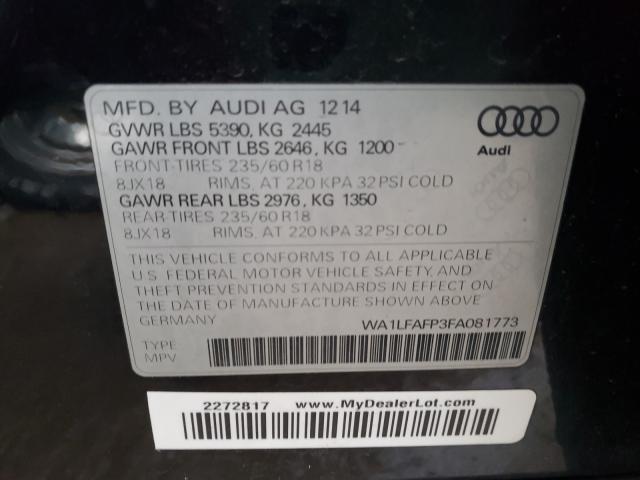 MFD. BY AUDI AG 12 14
GVWR LBS 5390, KG 2445
GAWR FRONT LBS 2646, KG 1200
FRONT-TIRES 235/60 R18
8JX18 RIMS, AT 220 KPA 32 PSI COLD
GAWR REAR LBS 2976, KG 1350
REAR-TIRES 235/60 R18
8JX18 RIMS, AT 220 KPA 32 PSI COLD
Audi
THIS VEHICLE CONFORMS TO ALL APPLICABLE
U.S. FEDERAL MOTOR VEHICLE SAFETY, AND
THEFT PREVENTION STANDARDS IN EFFECT ON
THE DATE OF MANUFACTURE SHOWN ABOVE
GERMANY
WA1LFAFP3FA081773
TYPE
MPV
2272817 www.MyDealerLot.com